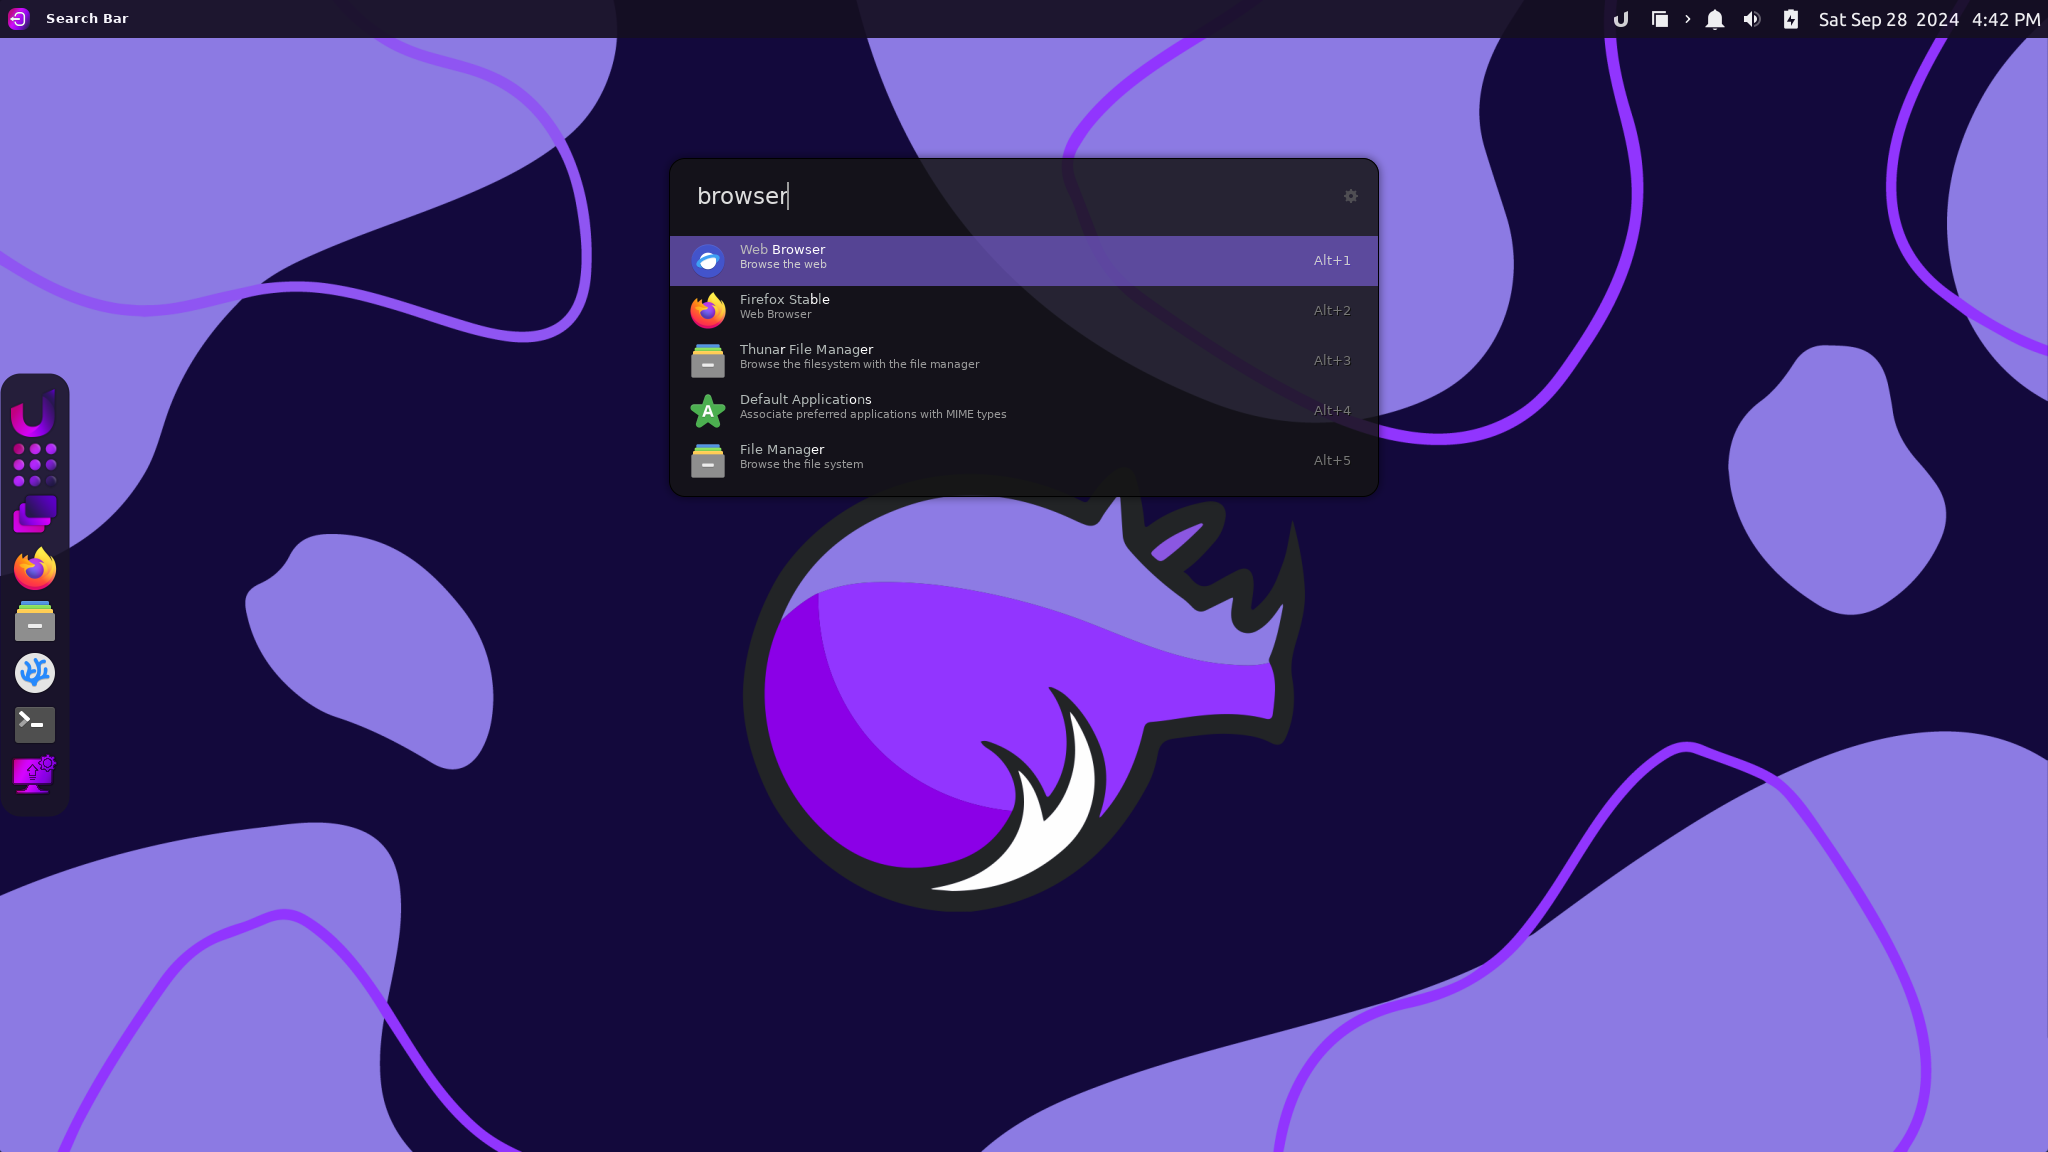 Search Bar
Sat Sep 28 2024 4:42 PM
browser
Web Browser
Browse the web
Alt+1
Firefox Stable
Web Browser
Alt+2
Thunar File Manager
Browse the filesystem with the file manager
Alt+3
A
Default Applications
Associate preferred applications with MIME types
Alt+4
File Manager
Browse the file system
Alt+5